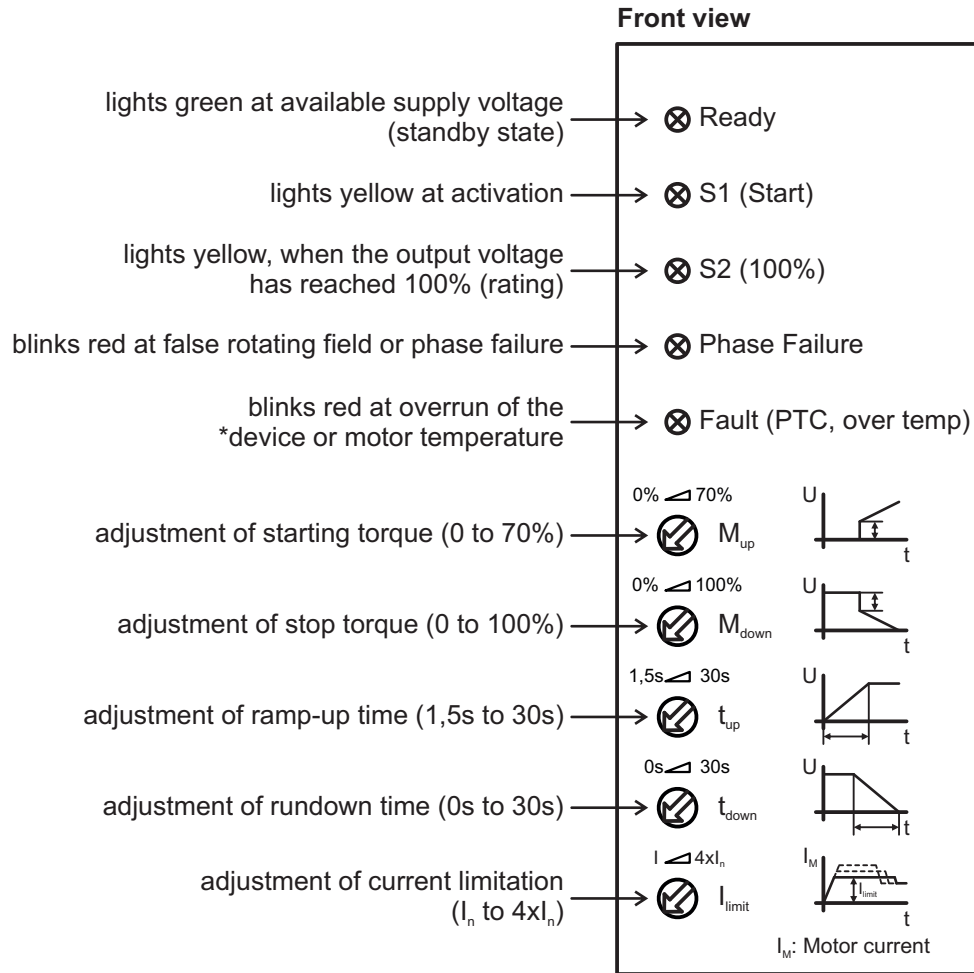 Front view
lights green at available supply voltage
(standby state)
Ready
lights yellow at activation
S1 (Start)
lights yellow, when the output voltage
has reached 100% (rating)
S2 (100%)
blinks red at false rotating field or phase failure
Phase Failure
blinks red at overrun of the
*device or motor temperature
Fault (PTC, over temp)
adjustment of starting torque (0 to 70%)
0% 70%
Mup
U
t
adjustment of stop torque (0 to 100%)
0% 100%
Mdown
U
t
adjustment of ramp-up time (1,5s to 30s)
1,5s 30s
tup
U
t
adjustment of rundown time (0s to 30s)
0s 30s
tdown
U
t
adjustment of current limitation
(In to 4xIn)
I 4xIn
Ilimit
IM
Ilimit
t
IM: Motor current